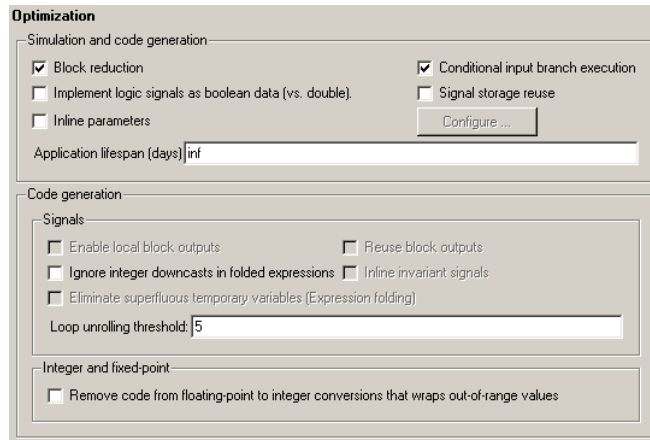 Optimization
Simulation and code generation
Block reduction
Conditional input branch execution
Implement logic signals as boolean data (vs. double).
Signal storage reuse
Inline parameters
Configure ...
Application lifespan (days) inf
Code generation
Signals
Enable local block outputs
Reuse block outputs
Ignore integer downcasts in folded expressions
Inline invariant signals
Eliminate superfluous temporary variables (Expression folding)
Loop unrolling threshold: 5
Integer and fixed-point
Remove code from floating-point to integer conversions that wraps out-of-range values